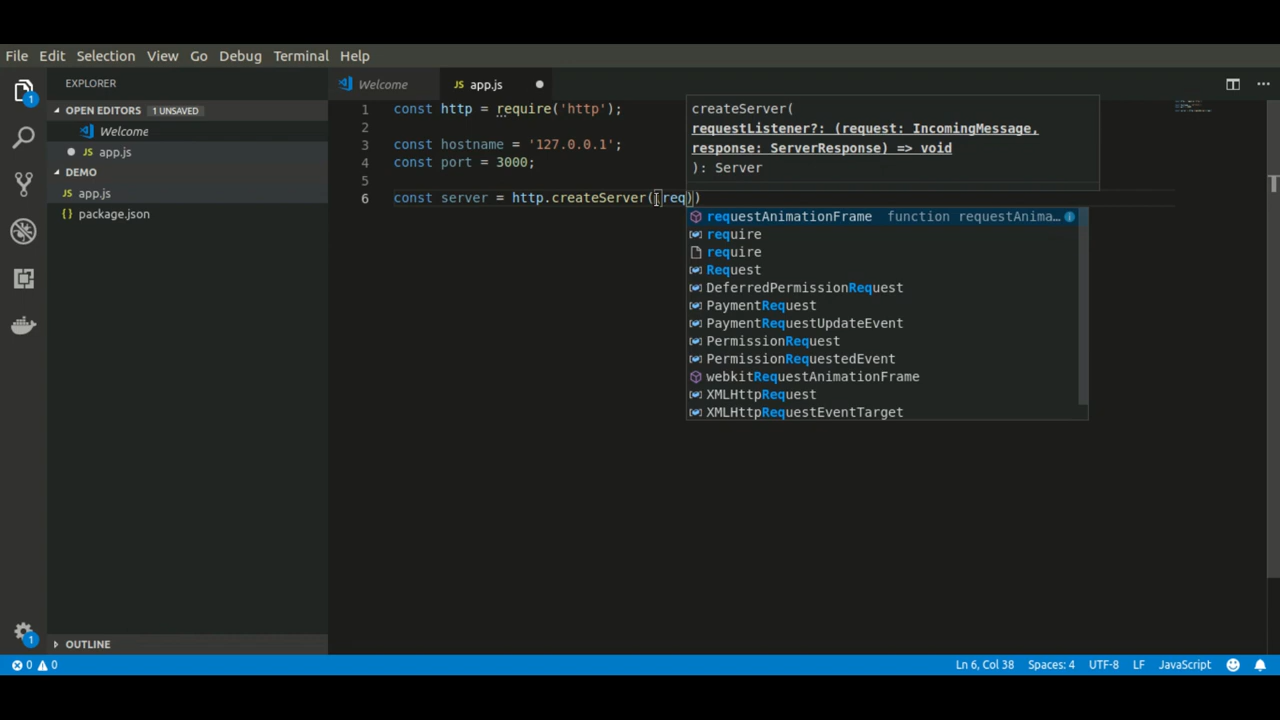 File Edit Selection View Go Debug Terminal Help
EXPLORER
OPEN EDITORS 1 UNSAVED
Welcome
app.js
DEMO
app.js
{} package.json
OUTLINE
Welcome
JS app.js
1 const http = require('http');
2
3 const hostname = '127.0.0.1';
4 const port = 3000;
5
6 const server = http.createServer((req))
createServer(
requestListener?: (request: IncomingMessage,
response: ServerResponse) => void
): Server
requestAnimationFrame function requestAnima…
require
require
Request
DeferredPermissionRequest
PaymentRequest
PaymentRequestUpdateEvent
PermissionRequest
PermissionRequestedEvent
webkitRequestAnimationFrame
XMLHttpRequest
XMLHttpRequestEventTarget
1
1
0 0 Ln 6, Col 38 Spaces: 4 UTF-8 LF JavaScript